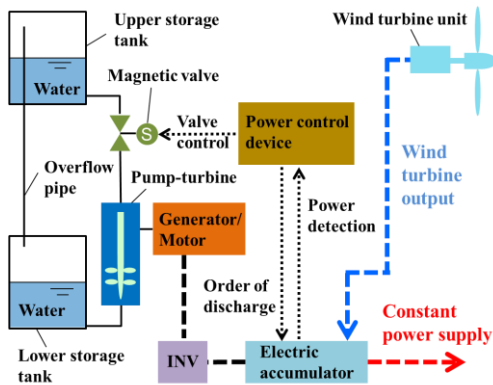 Upper storage
tank
Water
Magnetic valve
S
Valve
control
Power control
device
Wind turbine unit
Overflow
pipe
Pump-turbine
Generator/
Motor
Power
detection
Wind
turbine
output
Order of
discharge
Water
Lower storage
tank
INV
Electric
accumulator
Constant
power supply